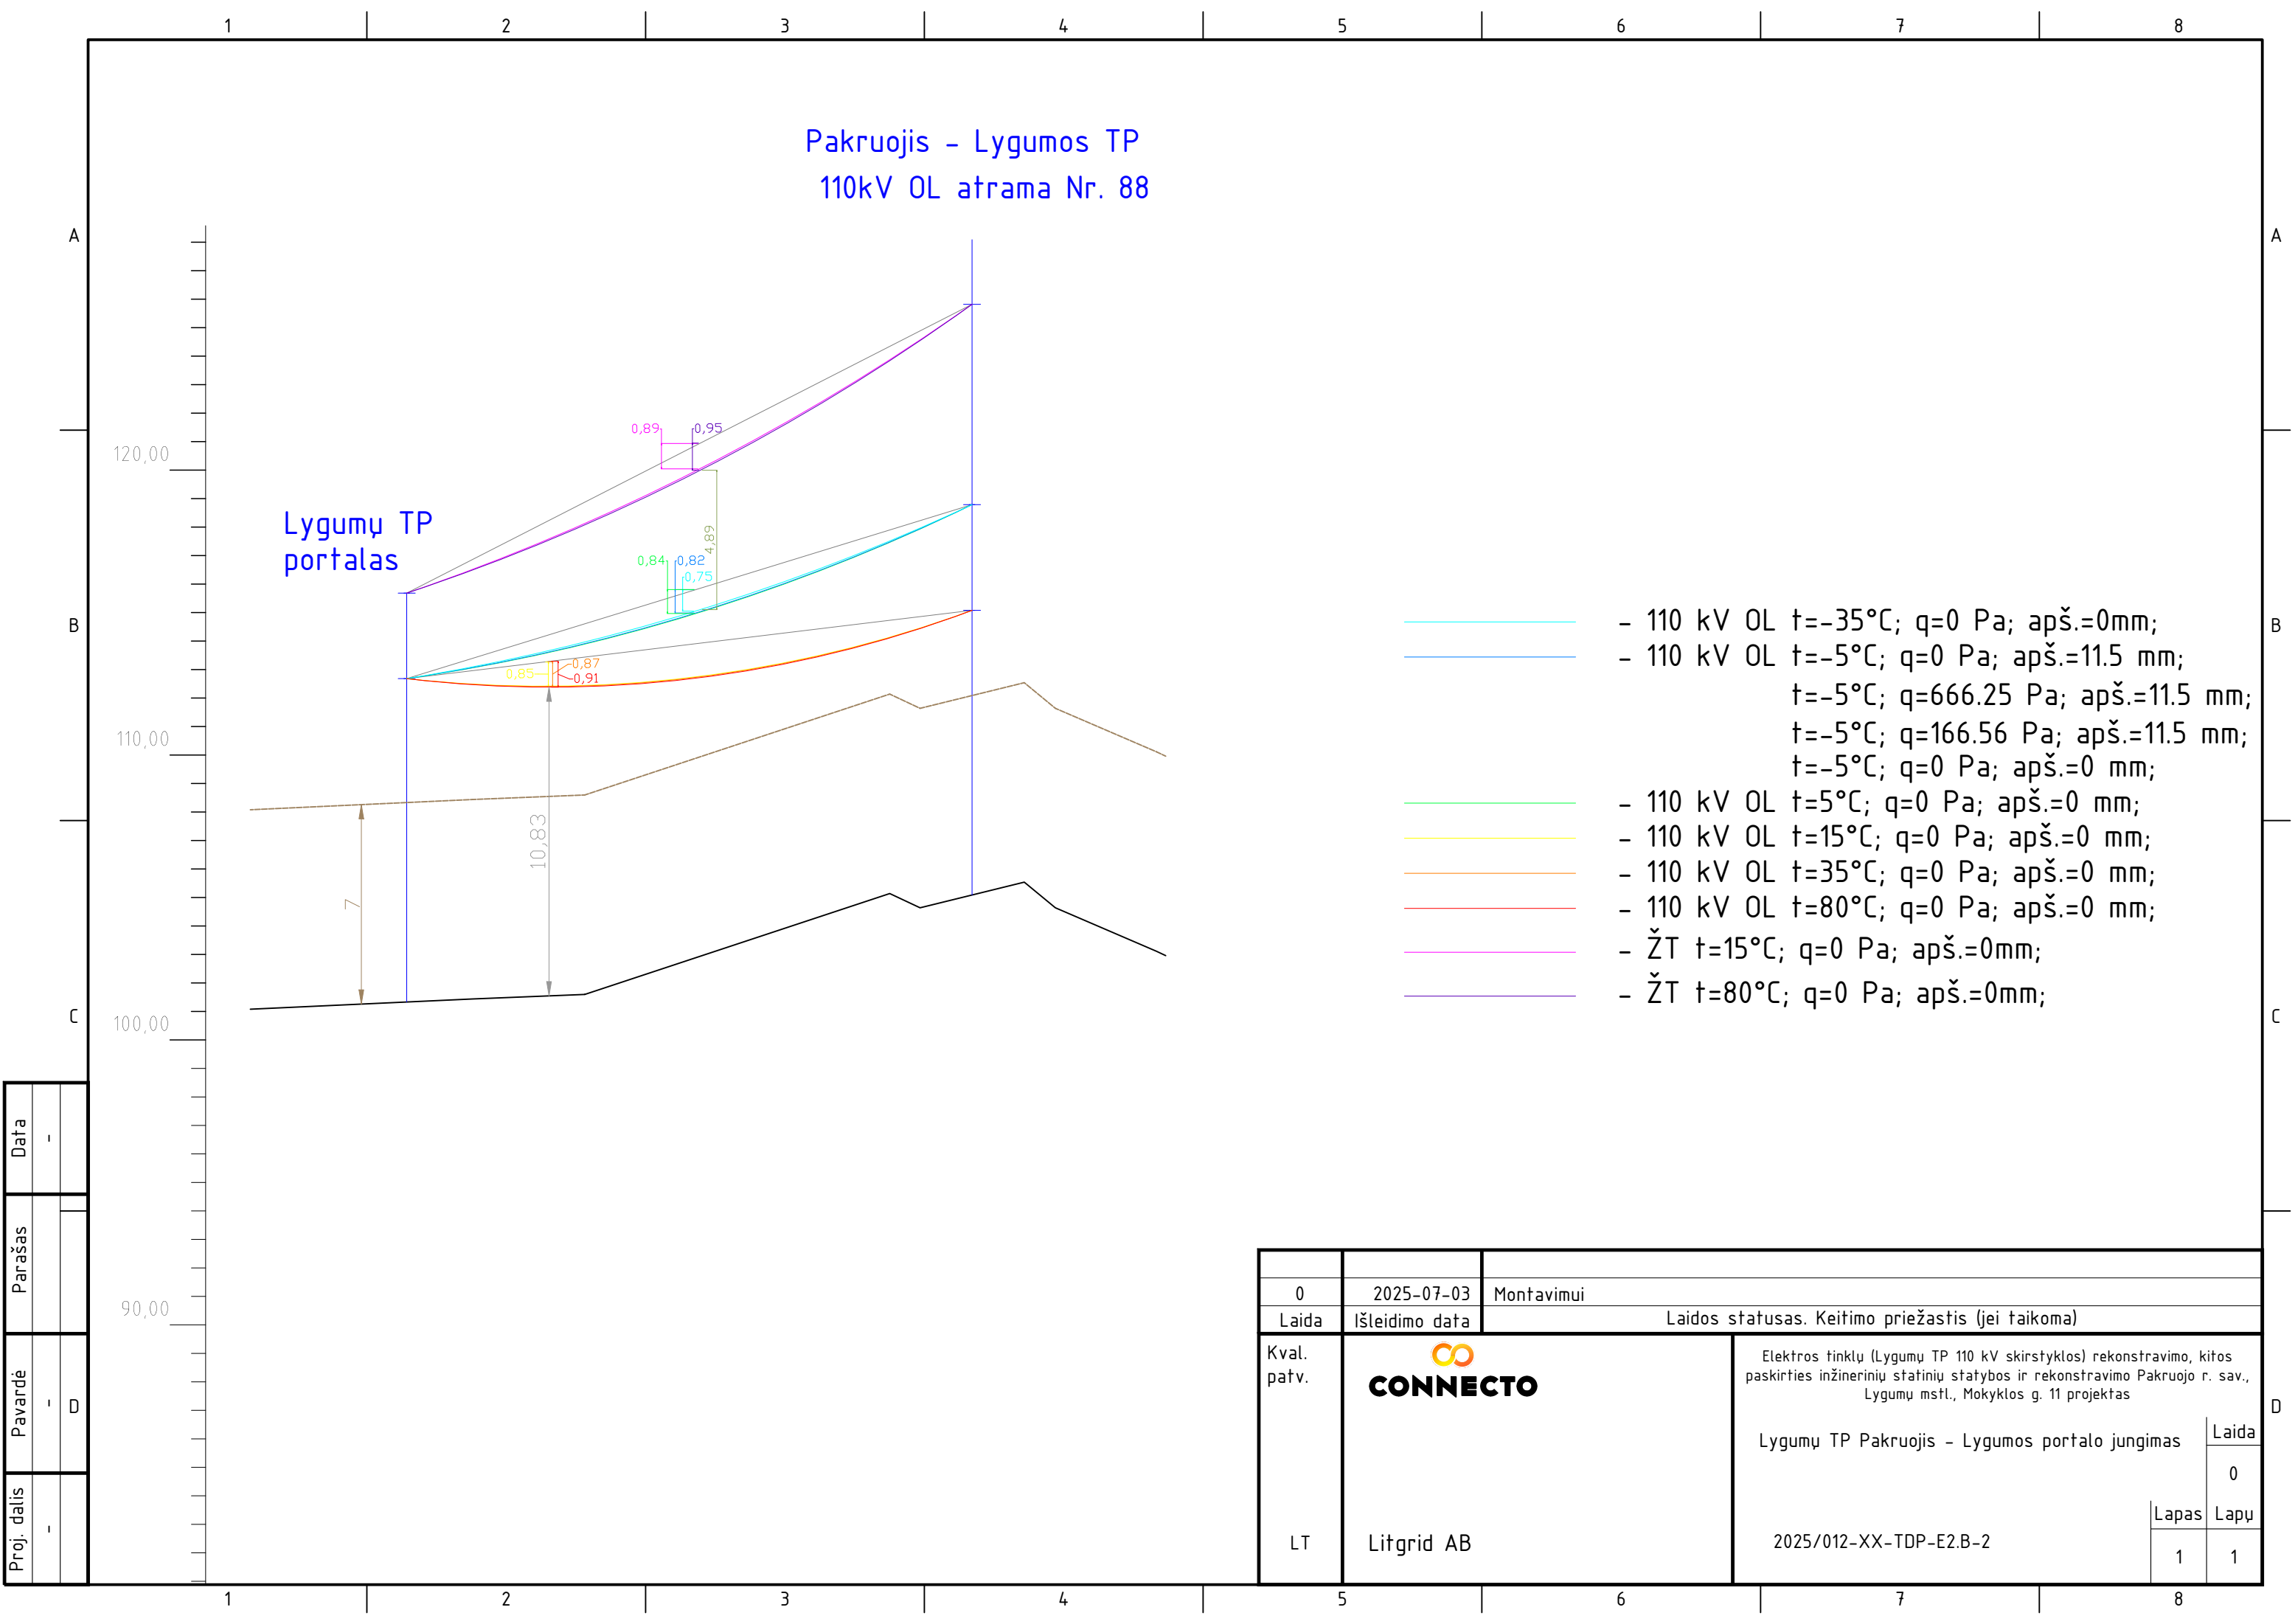 1 2 3 4 5 6 7 8
Pakruojis - Lygumos TP
110kV OL atrama Nr. 88
A
A
0,89
0,95
120,00
Lygumų TP
portalas
4,89
0,84
0,82
0,75
B
B
0,85
0,87
0,91
110,00
10,83
7
100,00
C
C
90,00
- 110 kV OL t=-35°C; q=0 Pa; apš.=0mm;
- 110 kV OL t=-5°C; q=0 Pa; apš.=11.5 mm;
t=-5°C; q=666.25 Pa; apš.=11.5 mm;
t=-5°C; q=166.56 Pa; apš.=11.5 mm;
t=-5°C; q=0 Pa; apš.=0 mm;
- 110 kV OL t=5°C; q=0 Pa; apš.=0 mm;
- 110 kV OL t=15°C; q=0 Pa; apš.=0 mm;
- 110 kV OL t=35°C; q=0 Pa; apš.=0 mm;
- 110 kV OL t=80°C; q=0 Pa; apš.=0 mm;
- ŽT t=15°C; q=0 Pa; apš.=0mm;
- ŽT t=80°C; q=0 Pa; apš.=0mm;
Data -
Parašas
Pavardė -
Proj. dalis -
D
D
0 2025-07-03 Montavimui
Laida Išleidimo data Laidos statusas. Keitimo priežastis (jei taikoma)
Kval.
patv.
CONNECTO
Elektros tinklų (Lygumų TP 110 kV skirstyklos) rekonstravimo, kitos
paskirties inžinerinių statinių statybos ir rekonstravimo Pakruojo r. sav.,
Lygumų mstl., Mokyklos g. 11 projektas
Lygumų TP Pakruojis - Lygumos portalo jungimas
Laida
0
LT
Litgrid AB
2025/012-XX-TDP-E2.B-2
Lapas Lapų
1 1
1 2 3 4 5 6 7 8